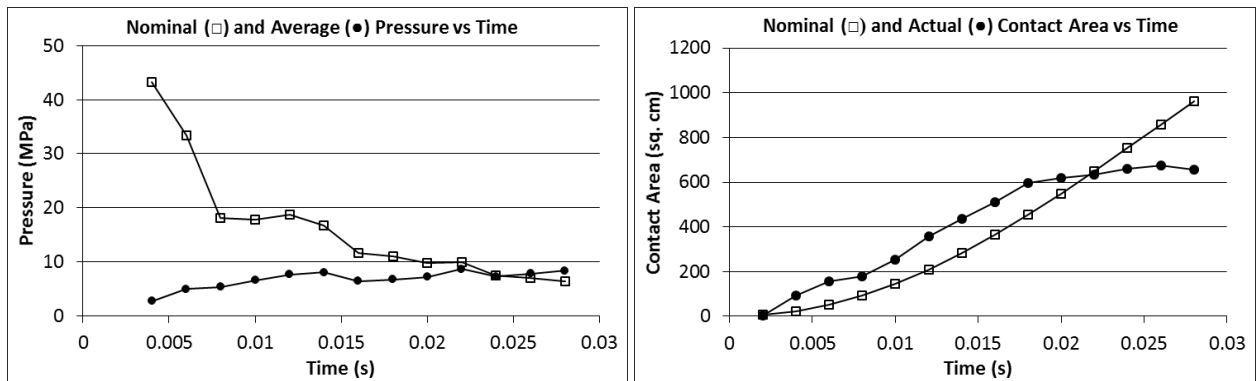 Nominal (□) and Average (●) Pressure vs Time
50
40
30
20
10
0
Pressure (MPa)
0 0.005 0.01 0.015 0.02 0.025 0.03
Time (s)
Nominal (□) and Actual (●) Contact Area vs Time
1200
1000
800
600
400
200
0
Contact Area (sq. cm)
0 0.005 0.01 0.015 0.02 0.025 0.03
Time (s)